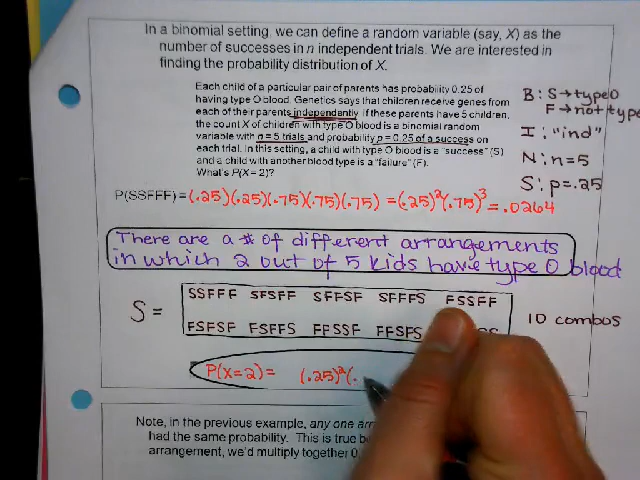 In a binomial setting, we can define a random variable (say, X) as the
number of successes in n independent trials. We are interested in
finding the probability distribution of X.
Each child of a particular pair of parents has probability 0.25 of
having type O blood. Genetics says that children receive genes from
each of their parents independently. If these parents have 5 children,
the count X of children with type O blood is a binomial random
variable with n = 5 trials and probability p = 0.25 of a success on
each trial. In this setting, a child with type O blood is a "success" (S)
and a child with another blood type is a "failure" (F).
What's P(X = 2)?
B: S→type O
F→not type
I: "ind"
N: n=5
S: p=.25
P(SSFFF) = (.25)(.25)(.75)(.75)(.75) = (.25)²(.75)³ = .0264
There are a # of different arrangements
in which 2 out of 5 kids have type O blood
S =
SSFFF SFSFF SFFSF SFFFS FSSFF
FSFSF FSFFS FFSSF FFSFS
10 combos
P(X=2) = (.25)²(.
Note, in the previous example, any one
had the same probability. This is true
arrangement, we'd multiply together 0.